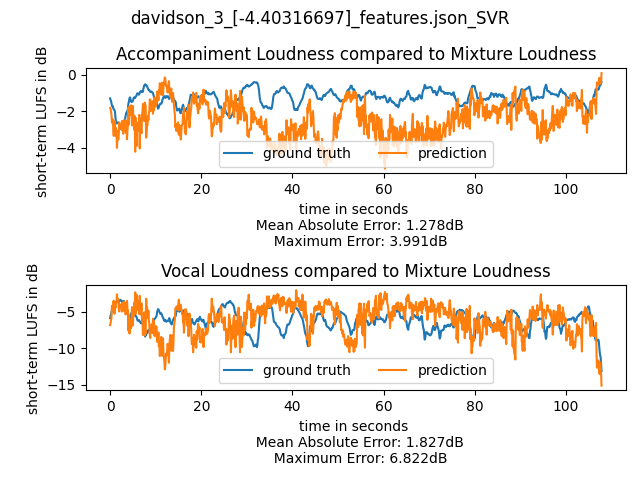 davidson_3_[-4.40316697]_features.json_SVR
Accompaniment Loudness compared to Mixture Loudness
short-term LUFS in dB
0
−2
−4
ground truth prediction
0 20 40 60 80 100
time in seconds
Mean Absolute Error: 1.278dB
Maximum Error: 3.991dB
Vocal Loudness compared to Mixture Loudness
short-term LUFS in dB
−5
−10
−15
ground truth prediction
0 20 40 60 80 100
time in seconds
Mean Absolute Error: 1.827dB
Maximum Error: 6.822dB